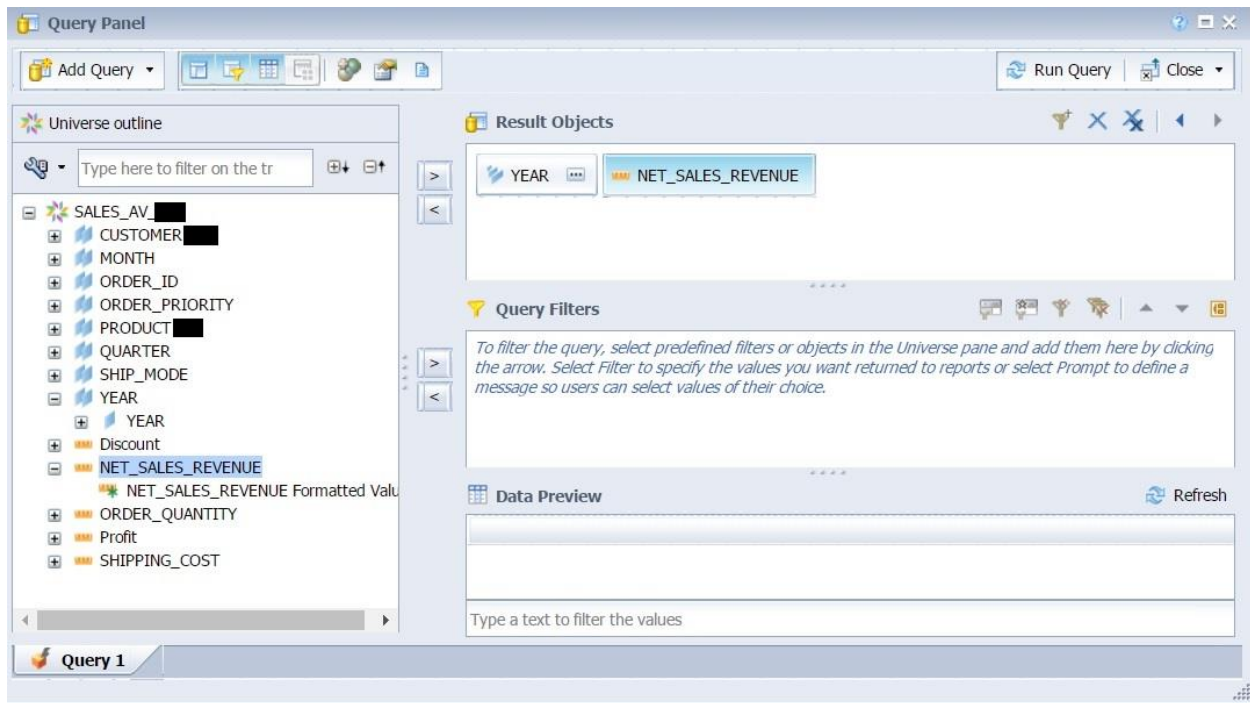 Query Panel
Add Query
Run Query
Close
Universe outline
Type here to filter on the tr
SALES_AV_
CUSTOMER
MONTH
ORDER_ID
ORDER_PRIORITY
PRODUCT
QUARTER
SHIP_MODE
YEAR
YEAR
Discount
NET_SALES_REVENUE
NET_SALES_REVENUE Formatted Valu
ORDER_QUANTITY
Profit
SHIPPING_COST
Result Objects
YEAR
NET_SALES_REVENUE
Query Filters
To filter the query, select predefined filters or objects in the Universe pane and add them here by clicking
the arrow. Select Filter to specify the values you want returned to reports or select Prompt to define a
message so users can select values of their choice.
Data Preview
Refresh
Type a text to filter the values
Query 1